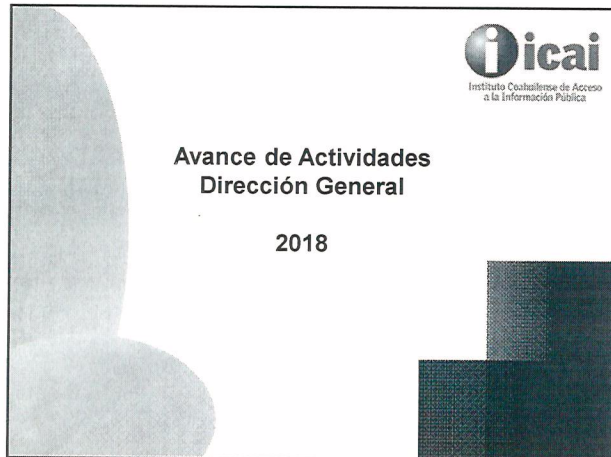 icai
Instituto Coahuilense de Acceso
a la Información Pública
Avance de Actividades
Dirección General
2018